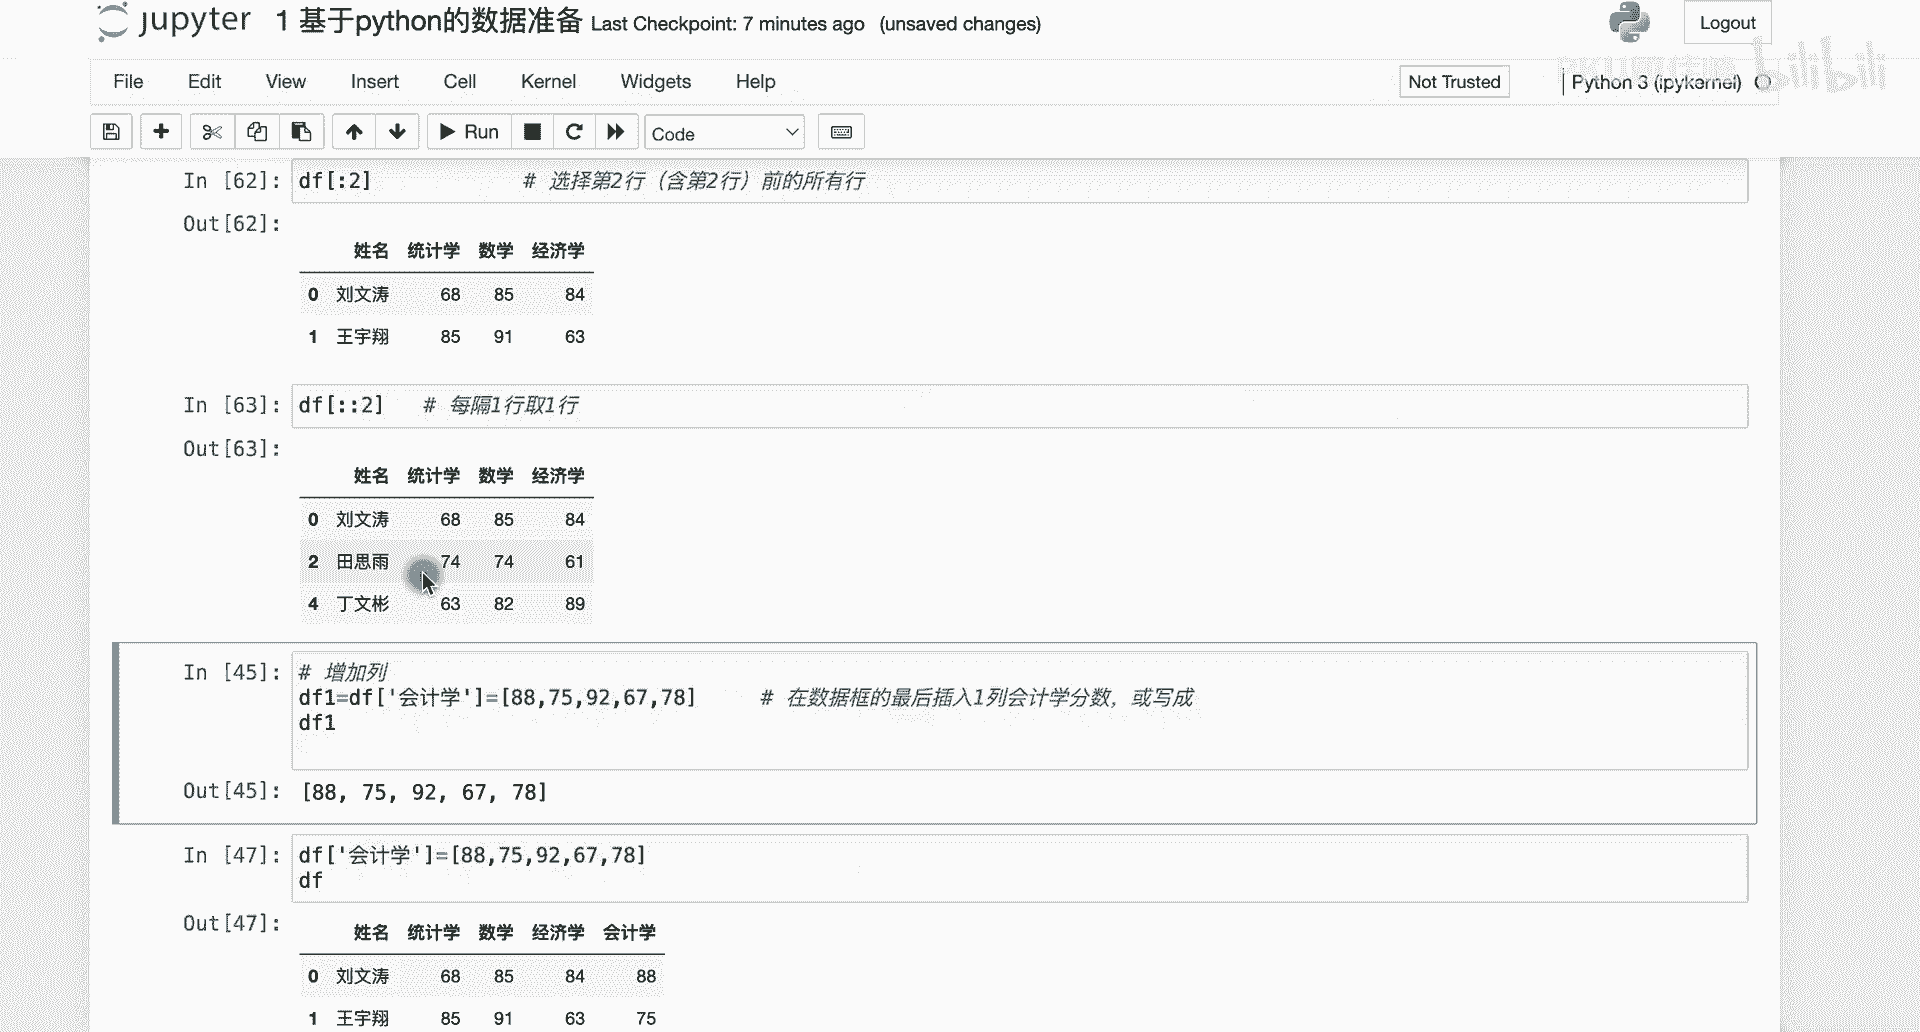 jupyter 1 基于python的数据准备 Last Checkpoint: 7 minutes ago (unsaved changes)
Logout
File Edit View Insert Cell Kernel Widgets Help
Not Trusted
Python 3 (ipykernel)
bilibili
Run
Code
In [62]: df[:2] # 选择第2行（含第2行）前的所有行
Out[62]:
姓名 统计学 数学 经济学
0 刘文涛 68 85 84
1 王宇翔 85 91 63
In [63]: df[::2] # 每隔1行取1行
Out[63]:
姓名 统计学 数学 经济学
0 刘文涛 68 85 84
2 田思雨 74 74 61
4 丁文彬 63 82 89
In [45]: # 增加列
df1=df['会计学']=[88,75,92,67,78] # 在数据框的最后插入1列会计学分数，或写成
df1
Out[45]: [88, 75, 92, 67, 78]
In [47]: df['会计学']=[88,75,92,67,78]
df
Out[47]:
姓名 统计学 数学 经济学 会计学
0 刘文涛 68 85 84 88
1 王宇翔 85 91 63 75